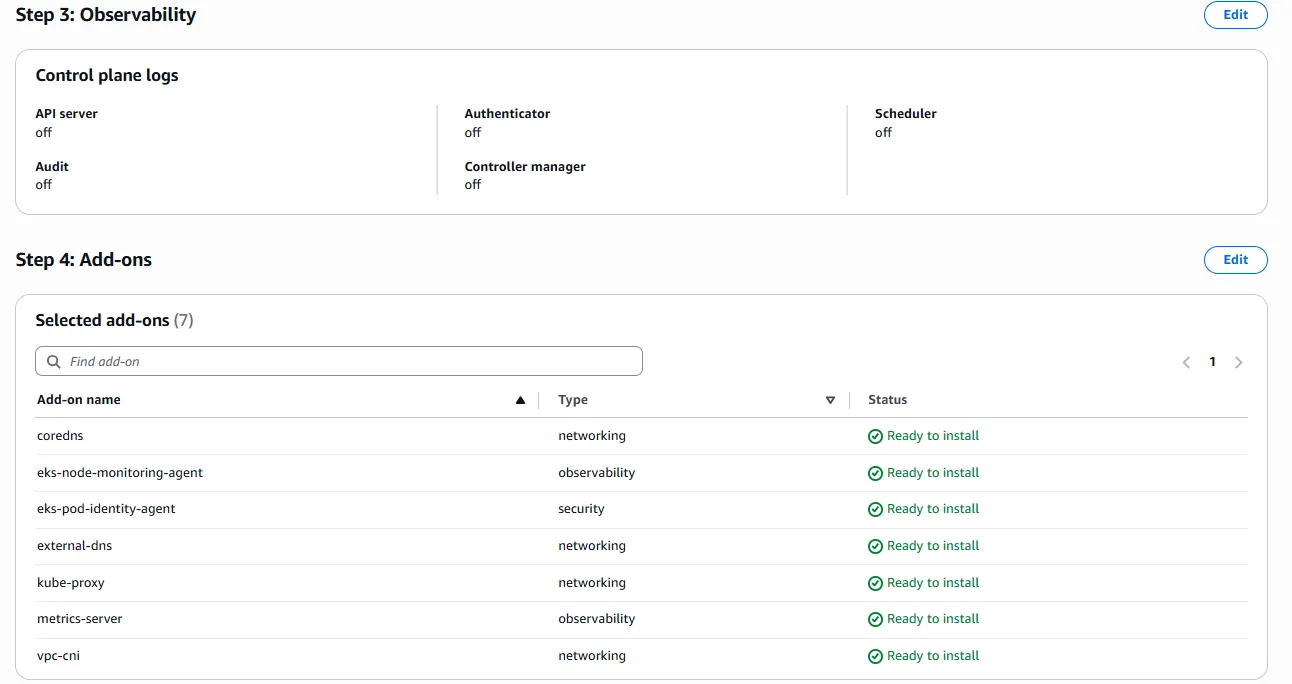 Step 3: Observability
Edit
Control plane logs
API server
off
Authenticator
off
Scheduler
off
Audit
off
Controller manager
off
Step 4: Add-ons
Edit
Selected add-ons (7)
Find add-on
1
Add-on name Type Status
coredns networking Ready to install
eks-node-monitoring-agent observability Ready to install
eks-pod-identity-agent security Ready to install
external-dns networking Ready to install
kube-proxy networking Ready to install
metrics-server observability Ready to install
vpc-cni networking Ready to install